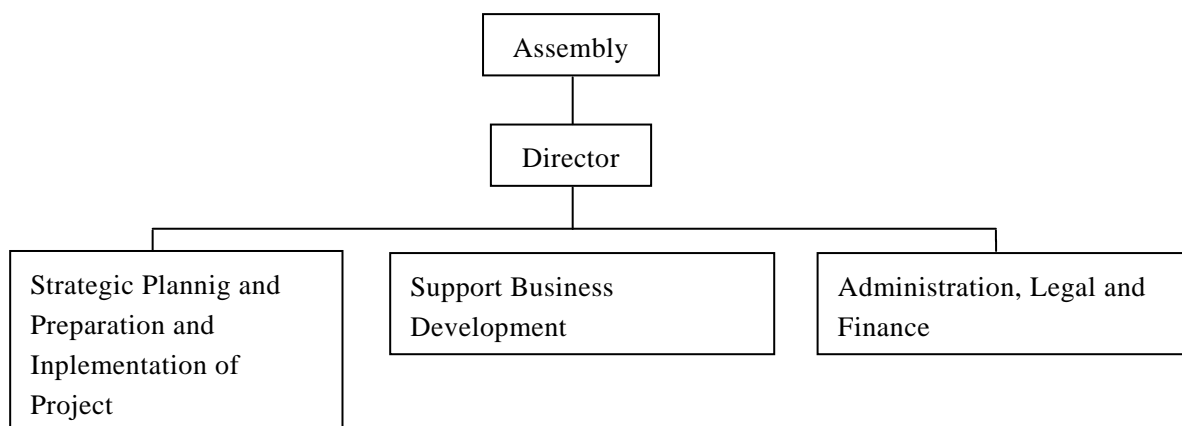 Assembly
Director
Strategic Plannig and
Preparation and
Inplementation of
Project
Support Business
Development
Administration, Legal and
Finance